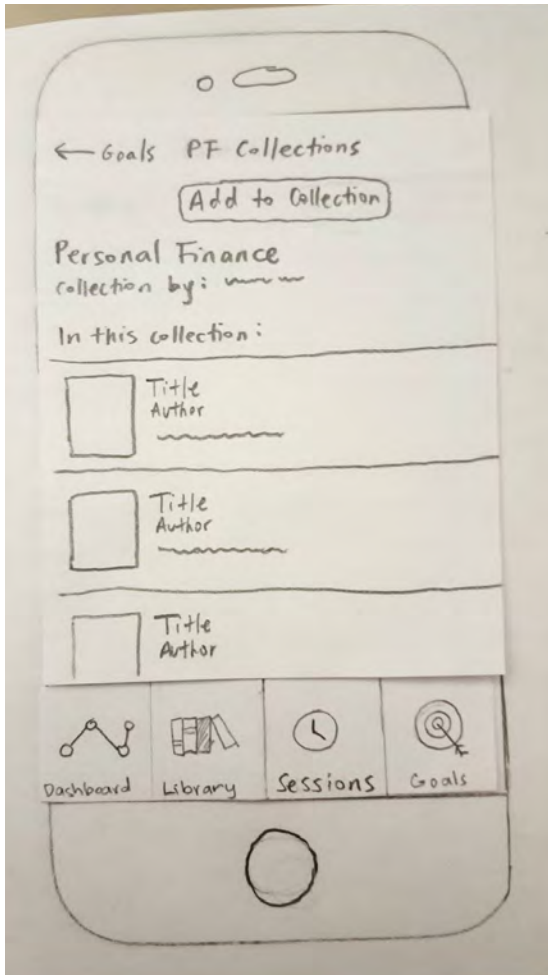 ← Goals PF Collections
Add to Collection
Personal Finance
Collection by:
In this collection:
Title
Author
Title
Author
Title
Author
Dashboard Library Sessions Goals